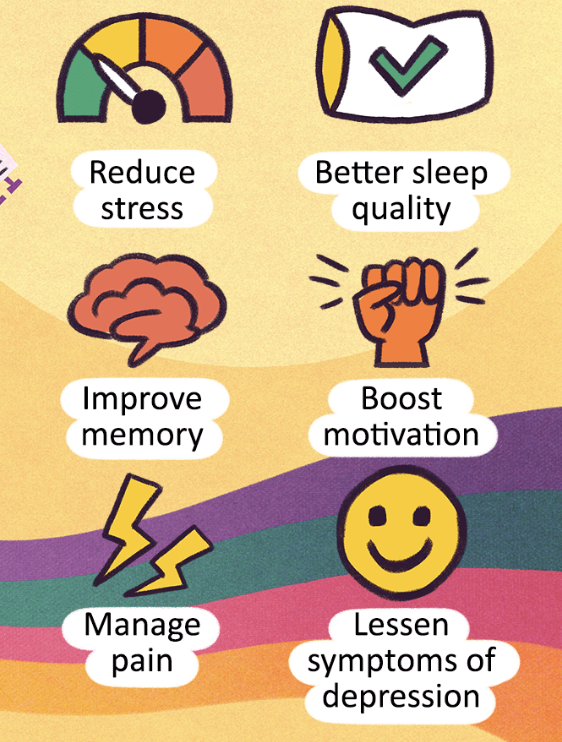 Reduce
stress
Better sleep
quality
Improve
memory
Boost
motivation
Manage
pain
Lessen
symptoms of
depression